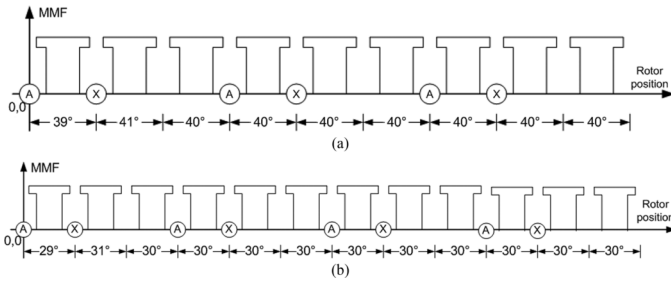 MMF
Rotor position
A X A X A X
0,0
39° 41° 40° 40° 40° 40° 40° 40° 40°
(a)
MMF
Rotor position
A X A X A X A X
0,0
29° 31° 30° 30° 30° 30° 30° 30° 30° 30° 30° 30°
(b)